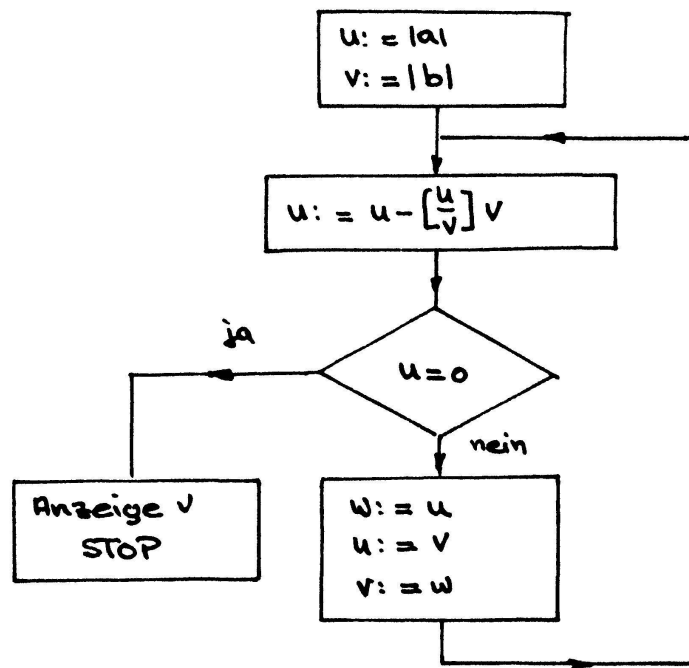 u: = |a|
v: = |b|
u: = u - [u/v] v
u = 0
ja
nein
Anzeige v
STOP
w: = u
u: = v
v: = w